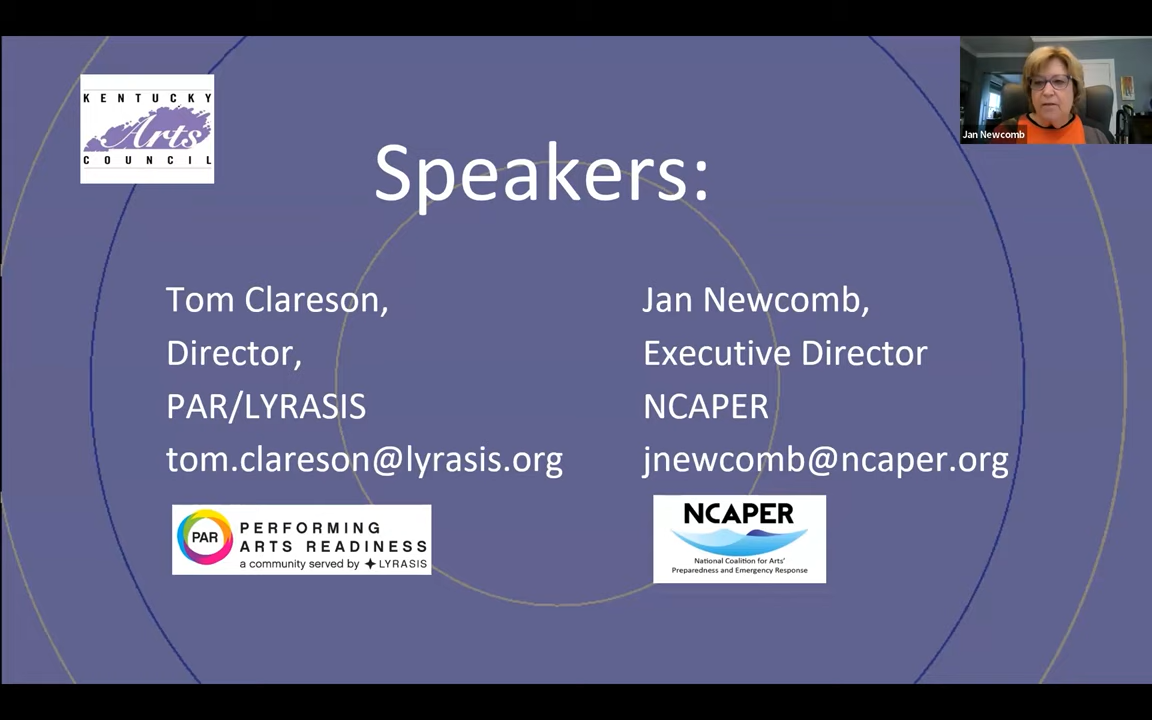 KENTUCKY
Arts
COUNCIL
Jan Newcomb
Speakers:
Tom Clareson,
Director,
PAR/LYRASIS
tom.clareson@lyrasis.org
Jan Newcomb,
Executive Director
NCAPER
jnewcomb@ncaper.org
PAR
PERFORMING
ARTS READINESS
a community served by LYRASIS
NCAPER
National Coalition for Arts'
Preparedness and Emergency Response